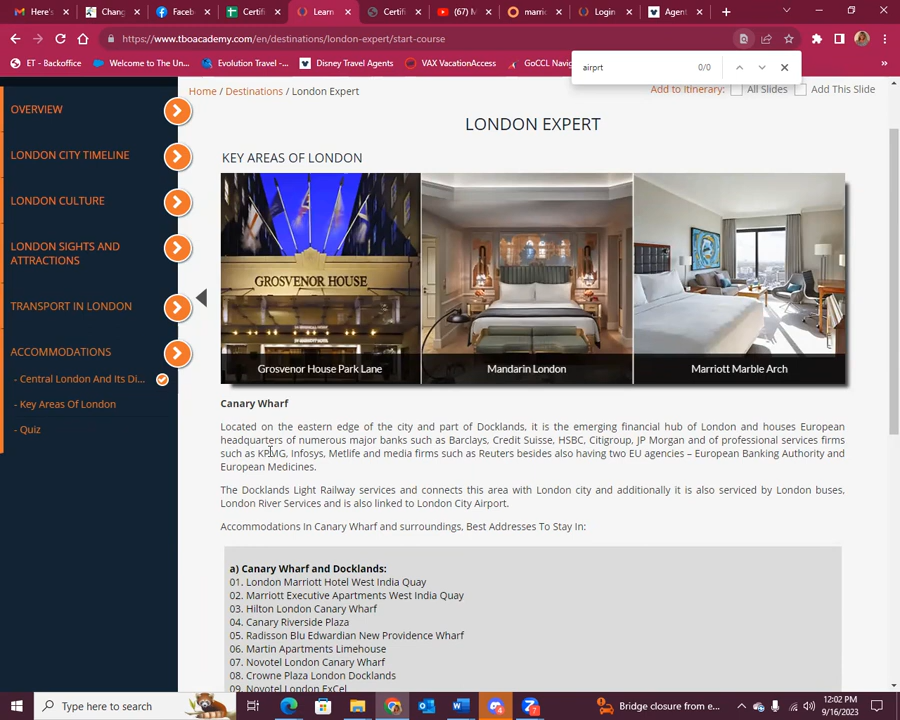 Here's
Chang
Faceb
Certifi
Learn
Certifi
(67) M
marrio
Login
Agent
https://www.tboacademy.com/en/destinations/london-expert/start-course
ET - Backoffice
Welcome to The Un...
Evolution Travel -...
Disney Travel Agents
VAX VacationAccess
GoCCL Navig
»
airprt
0/0
OVERVIEW
LONDON CITY TIMELINE
LONDON CULTURE
LONDON SIGHTS AND
ATTRACTIONS
TRANSPORT IN LONDON
ACCOMMODATIONS
- Central London And Its Di...
- Key Areas Of London
- Quiz
Home / Destinations / London Expert
Add to Itinerary: All Slides Add This Slide
LONDON EXPERT
KEY AREAS OF LONDON
GROSVENOR HOUSE
Grosvenor House Park Lane
Mandarin London
Marriott Marble Arch
Canary Wharf
Located on the eastern edge of the city and part of Docklands, it is the emerging financial hub of London and houses European
headquarters of numerous major banks such as Barclays, Credit Suisse, HSBC, Citigroup, JP Morgan and of professional services firms
such as KPMG, Infosys, Metlife and media firms such as Reuters besides also having two EU agencies – European Banking Authority and
European Medicines.
The Docklands Light Railway services and connects this area with London city and additionally it is also serviced by London buses,
London River Services and is also linked to London City Airport.
Accommodations In Canary Wharf and surroundings, Best Addresses To Stay In:
a) Canary Wharf and Docklands:
01. London Marriott Hotel West India Quay
02. Marriott Executive Apartments West India Quay
03. Hilton London Canary Wharf
04. Canary Riverside Plaza
05. Radisson Blu Edwardian New Providence Wharf
06. Martin Apartments Limehouse
07. Novotel London Canary Wharf
08. Crowne Plaza London Docklands
09. Novotel London ExCel
Type here to search
Bridge closure from e...
12:02 PM
9/16/2023